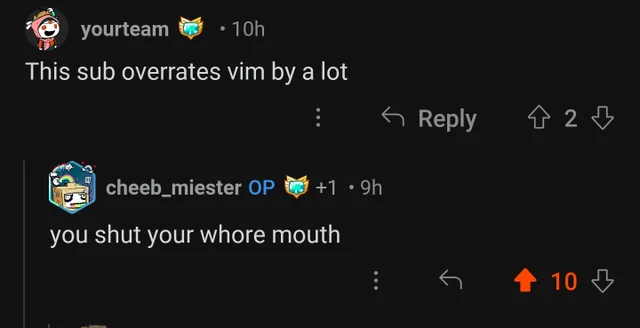 yourteam • 10h
This sub overrates vim by a lot
Reply 2
cheeb_miester OP +1 • 9h
you shut your whore mouth
10